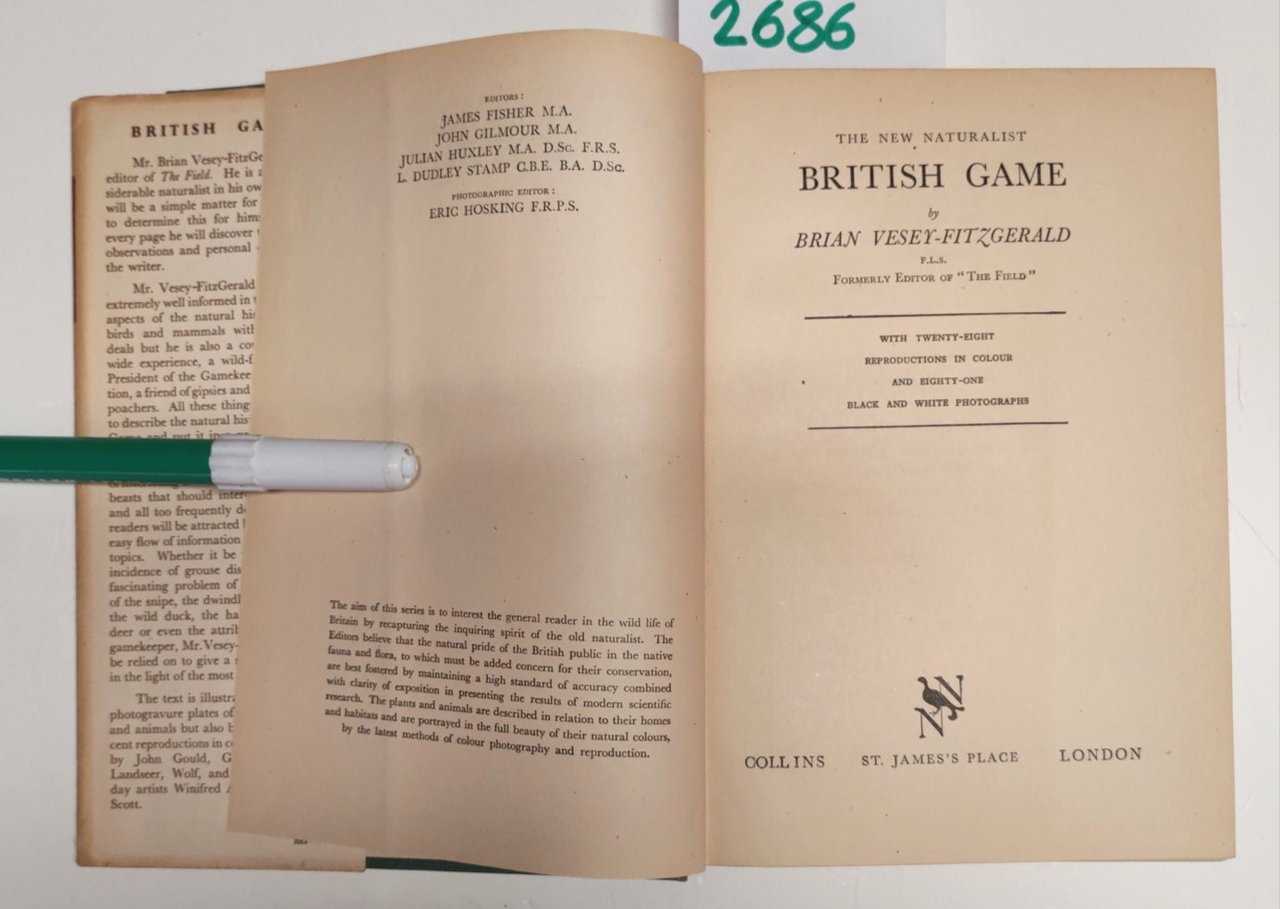 2686
BRITISH GA
Mr. Brian Vesey-FitzGe
editor of The Field. He is
siderable naturalist in his ow
will be a simple matter for
to determine this for him
every page he will discover
observations and personal
the writer.
Mr. Vesey-FitzGerald
extremely well informed in
aspects of the natural his
birds and mammals with
deals but he is also a co
wide experience, a wild-f
President of the Gamekee
tion, a friend of gipsies and
poachers. All these thing
to describe the natural his
beasts that should inter
and all too frequently d
readers will be attracted
easy flow of information
topics. Whether it be
incidence of grouse dis
fascinating problem of
of the snipe, the dwindl
the wild duck, the ha
deer or even the attrib
gamekeeper, Mr. Vesey-
be relied on to give a
in the light of the most
The text is illustra
photogravure plates of
and animals but also b
cent reproductions in c
by John Gould, G
Landseer, Wolf, and
day artists Winifred
Scott.
EDITORS:
JAMES FISHER M.A.
JOHN GILMOUR M.A.
JULIAN HUXLEY M.A. D.Sc. F.R.S.
L. DUDLEY STAMP C.B.E. B.A. D.Sc.
PHOTOGRAPHIC EDITOR:
ERIC HOSKING F.R.P.S.
The aim of this series is to interest the general reader in the wild life of
Britain by recapturing the inquiring spirit of the old naturalist. The
Editors believe that the natural pride of the British public in the native
fauna and flora, to which must be added concern for their conservation,
are best fostered by maintaining a high standard of accuracy combined
with clarity of exposition in presenting the results of modern scientific
research. The plants and animals are described in relation to their homes
and habitats and are portrayed in the full beauty of their natural colours,
by the latest methods of colour photography and reproduction.
THE NEW NATURALIST
BRITISH GAME
by
BRIAN VESEY-FITZGERALD
F.L.S.
FORMERLY EDITOR OF "THE FIELD"
WITH TWENTY-EIGHT
REPRODUCTIONS IN COLOUR
AND EIGHTY-ONE
BLACK AND WHITE PHOTOGRAPHS
NN
COLLINS ST. JAMES'S PLACE LONDON